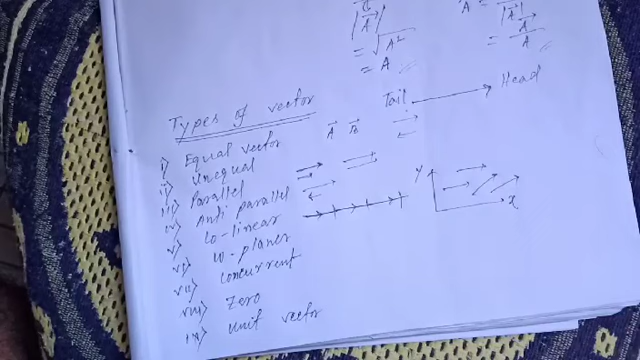 |A⃗|
= √A²
= A
A⃗ =
|A⃗|
= A⃗
A
Tail Head
Types of vector
A⃗ B⃗
i) Equal vector
ii) Unequal
iii) Parallel
iv) Anti parallel
v) Co-linear
vi) Co-planer
vii) Concurrent
viii) Zero
ix) Unit vector
y
x